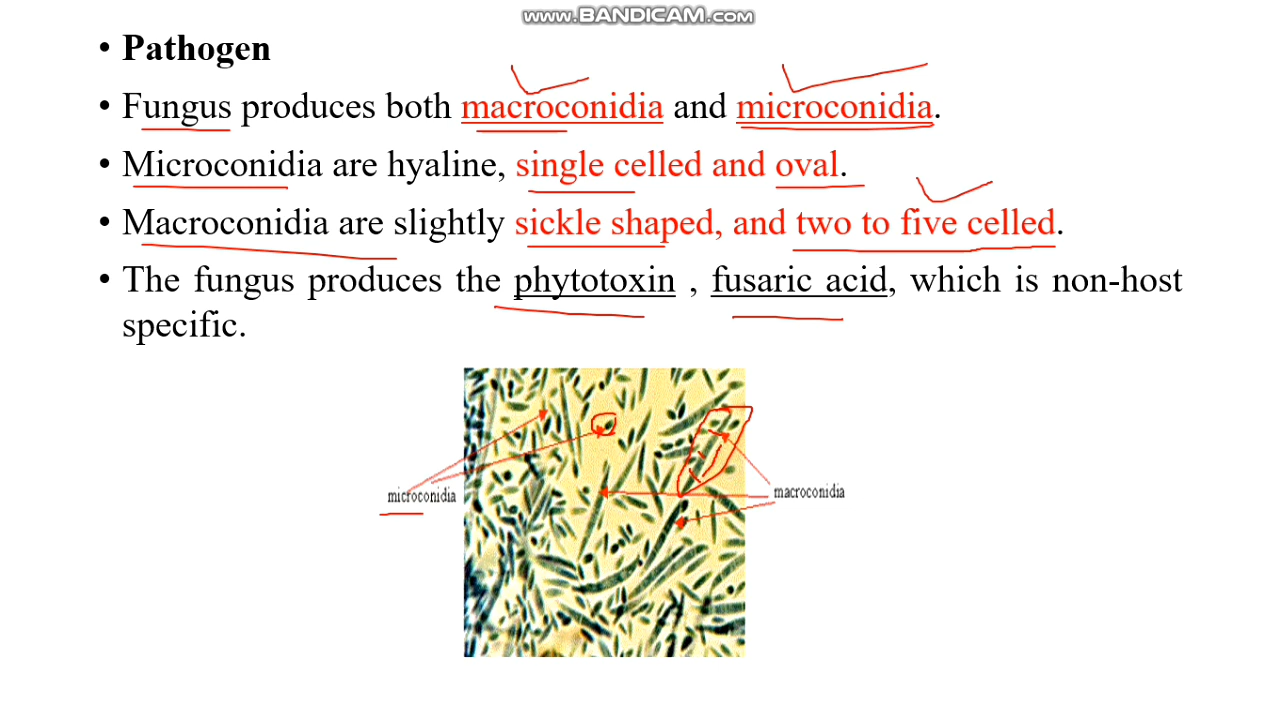 www.BANDICAM.com
• Pathogen
• Fungus produces both macroconidia and microconidia.
• Microconidia are hyaline, single celled and oval.
• Macroconidia are slightly sickle shaped, and two to five celled.
• The fungus produces the phytotoxin , fusaric acid, which is non-host
specific.
microconidia
macroconidia